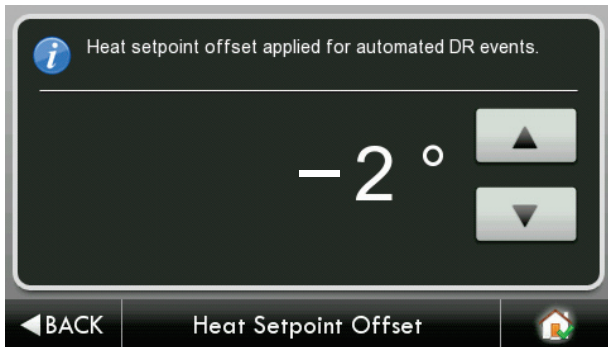 Heat setpoint offset applied for automated DR events.
−2 °
BACK
Heat Setpoint Offset